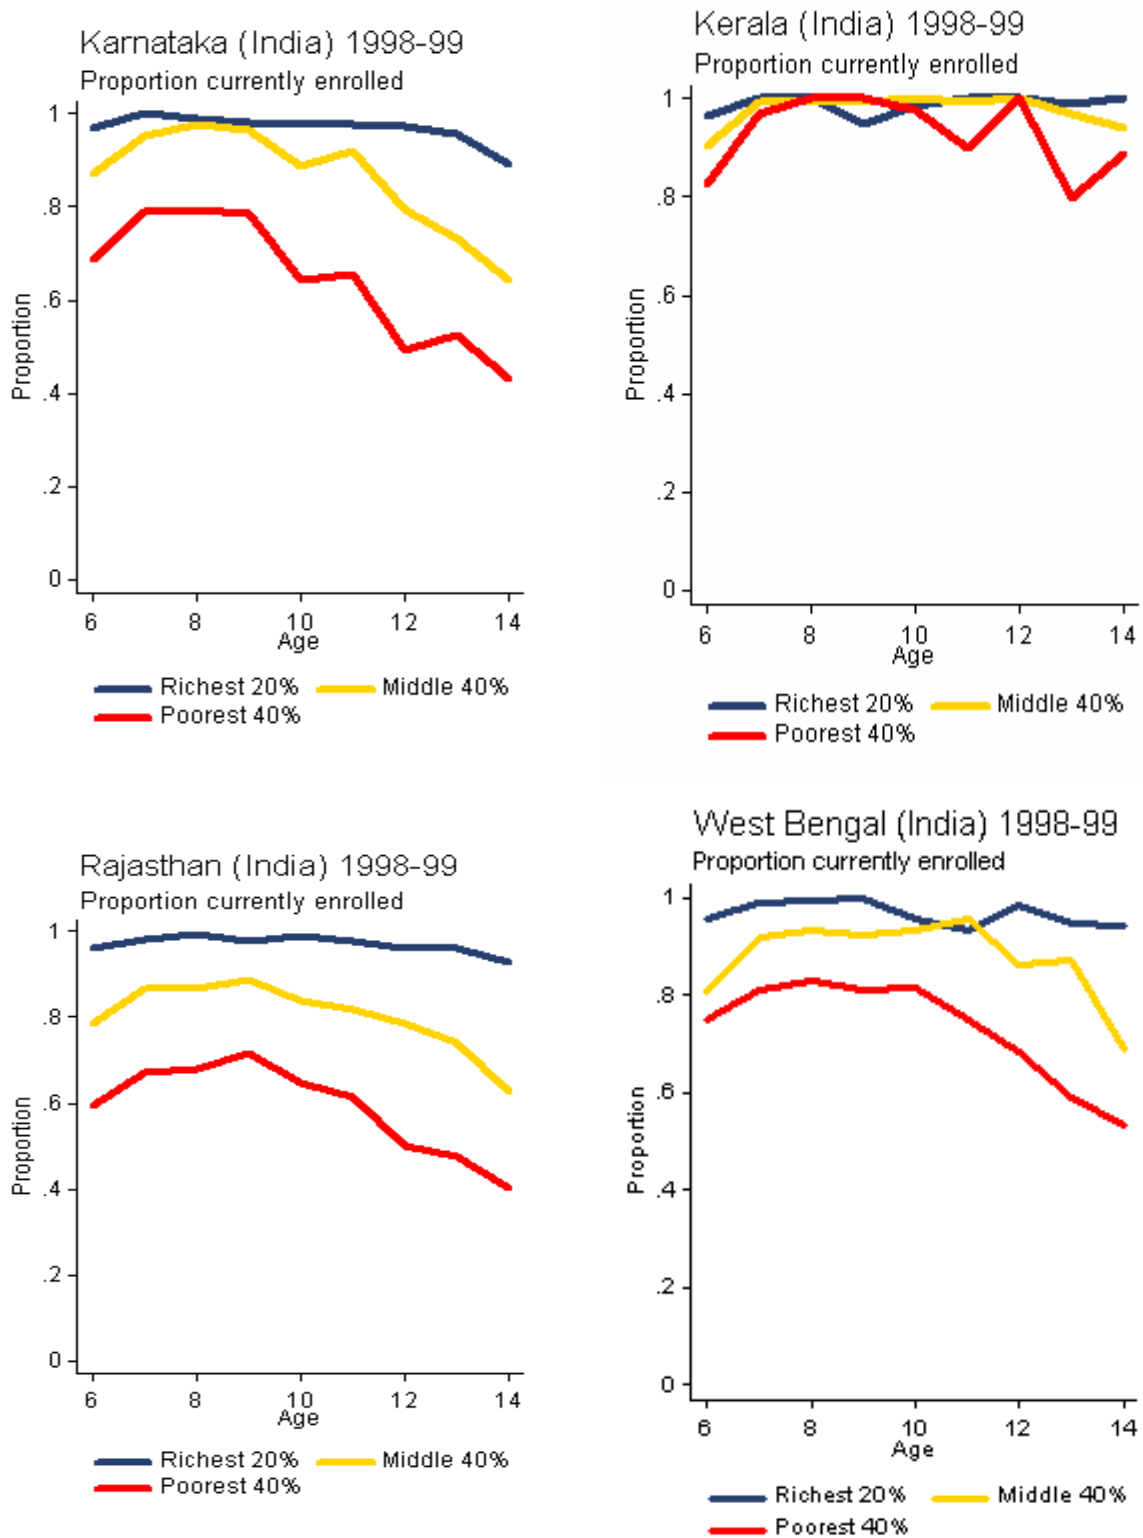 Karnataka (India) 1998-99
Proportion currently enrolled
1
.8
.6
.4
.2
0
Proportion
6 8 10 12 14
Age
Richest 20% Middle 40%
Poorest 40%
Kerala (India) 1998-99
Proportion currently enrolled
1
.8
.6
.4
.2
0
Proportion
6 8 10 12 14
Age
Richest 20% Middle 40%
Poorest 40%
Rajasthan (India) 1998-99
Proportion currently enrolled
1
.8
.6
.4
.2
0
Proportion
6 8 10 12 14
Age
Richest 20% Middle 40%
Poorest 40%
West Bengal (India) 1998-99
Proportion currently enrolled
1
.8
.6
.4
.2
0
Proportion
6 8 10 12 14
Age
Richest 20% Middle 40%
Poorest 40%